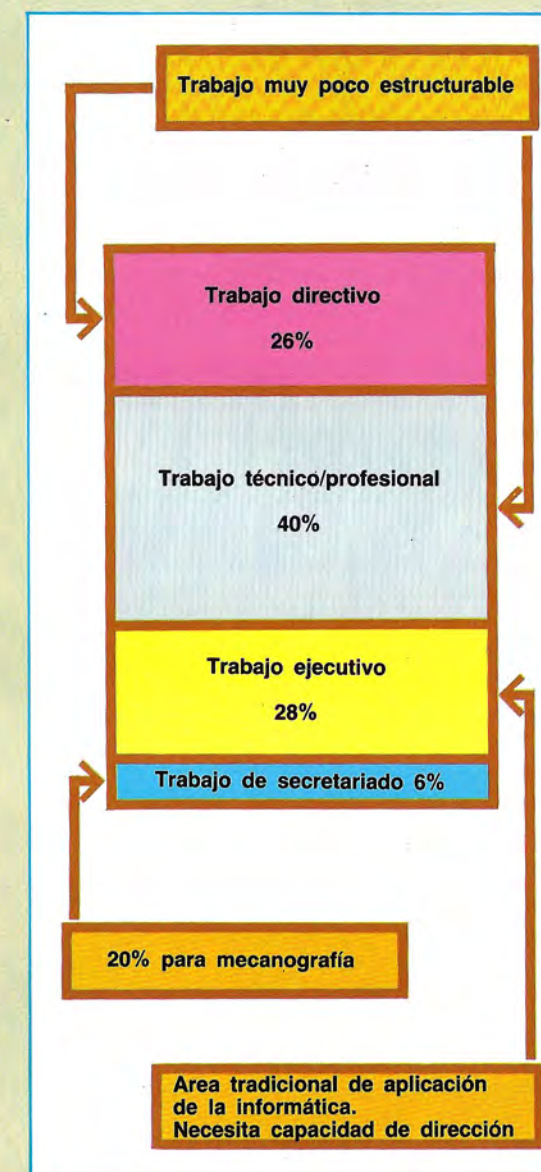 Trabajo muy poco estructurable
Trabajo directivo
26%
Trabajo técnico/profesional
40%
Trabajo ejecutivo
28%
Trabajo de secretariado 6%
20% para mecanografía
Area tradicional de aplicación
de la informática.
Necesita capacidad de dirección